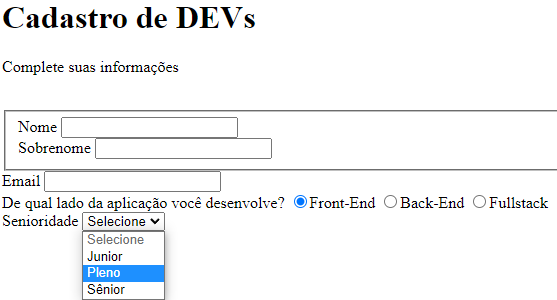 Cadastro de DEVs
Complete suas informações
Nome
Sobrenome
Email
De qual lado da aplicação você desenvolve? Front-End Back-End Fullstack
Senioridade Selecione
Selecione
Junior
Pleno
Sênior